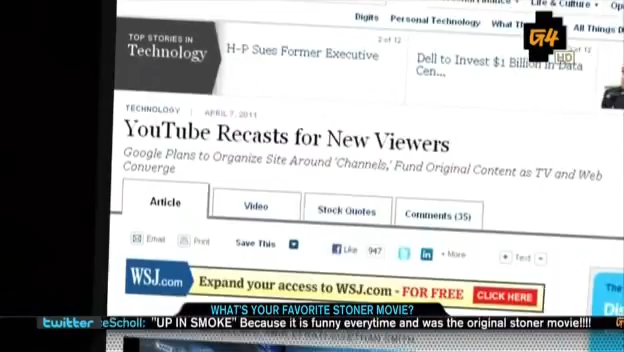 Life & Culture
Digits Personal Technology What Th All Things D
G4
HD
TOP STORIES IN
Technology
2 of 12
H-P Sues Former Executive
of 12
Dell to Invest $1 Billion in Data
Cen...
TECHNOLOGY | APRIL 7, 2011
YouTube Recasts for New Viewers
Google Plans to Organize Site Around 'Channels,' Fund Original Content as TV and Web
Converge
Article Video Stock Quotes Comments (35)
Email Print Save This Like 947 in + More + Text -
WSJ.com Expand your access to WSJ.com - FOR FREE CLICK HERE
The
WHAT'S YOUR FAVORITE STONER MOVIE?
twitter eScholl: "UP IN SMOKE" Because it is funny everytime and was the original stoner movie!!!!